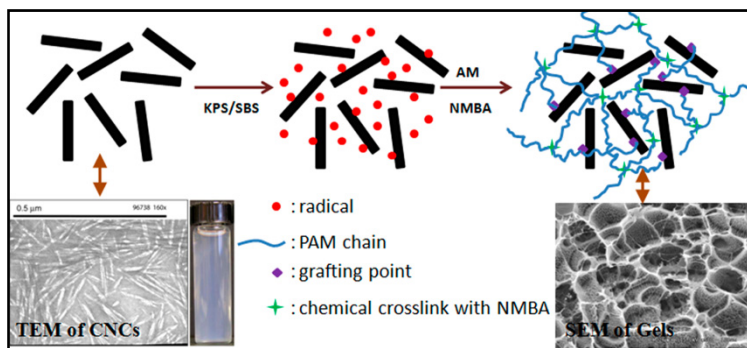 KPS/SBS
AM
NMBA
0.5 µm
96738 160x
TEM of CNCs
: radical
: PAM chain
: grafting point
: chemical crosslink with NMBA
SEM of Gels